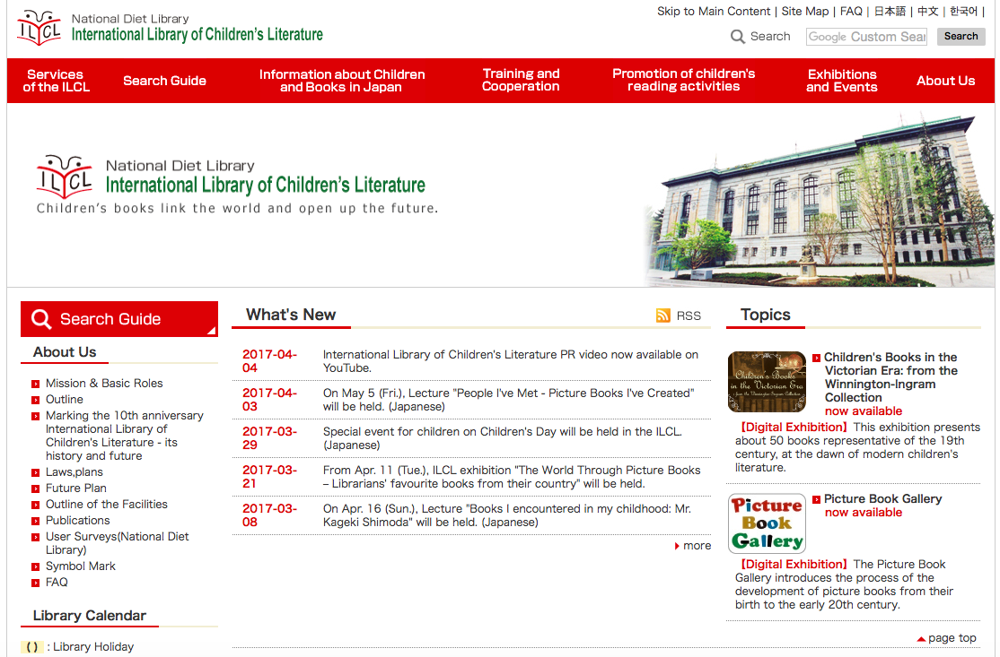 ILCL
National Diet Library
International Library of Children's Literature
Skip to Main Content | Site Map | FAQ | 日本語 | 中文 | 한국어 |
Search
Google Custom Sear
Search
Services
of the ILCL
Search Guide
Information about Children
and Books in Japan
Training and
Cooperation
Promotion of children's
reading activities
Exhibitions
and Events
About Us
ILCL
National Diet Library
International Library of Children's Literature
Children's books link the world and open up the future.
Search Guide
About Us
Mission & Basic Roles
Outline
Marking the 10th anniversary
International Library of
Children's Literature - its
history and future
Laws,plans
Future Plan
Outline of the Facilities
Publications
User Surveys(National Diet
Library)
Symbol Mark
FAQ
Library Calendar
( ) : Library Holiday
What's New
RSS
2017-04-
04
International Library of Children's Literature PR video now available on
YouTube.
2017-04-
03
On May 5 (Fri.), Lecture "People I've Met - Picture Books I've Created"
will be held. (Japanese)
2017-03-
29
Special event for children on Children's Day will be held in the ILCL.
(Japanese)
2017-03-
21
From Apr. 11 (Tue.), ILCL exhibition "The World Through Picture Books
– Librarians' favourite books from their country" will be held.
2017-03-
08
On Apr. 16 (Sun.), Lecture "Books I encountered in my childhood: Mr.
Kageki Shimoda" will be held. (Japanese)
more
Topics
Children's Books
in the Victorian Era
: from the Winnington-Ingram Collection
Children's Books in the
Victorian Era: from the
Winnington-Ingram
Collection
now available
【Digital Exhibition】This exhibition presents
about 50 books representative of the 19th
century, at the dawn of modern children's
literature.
Picture
Book
Gallery
Picture Book Gallery
now available
【Digital Exhibition】The Picture Book
Gallery introduces the process of the
development of picture books from their
birth to the early 20th century.
page top